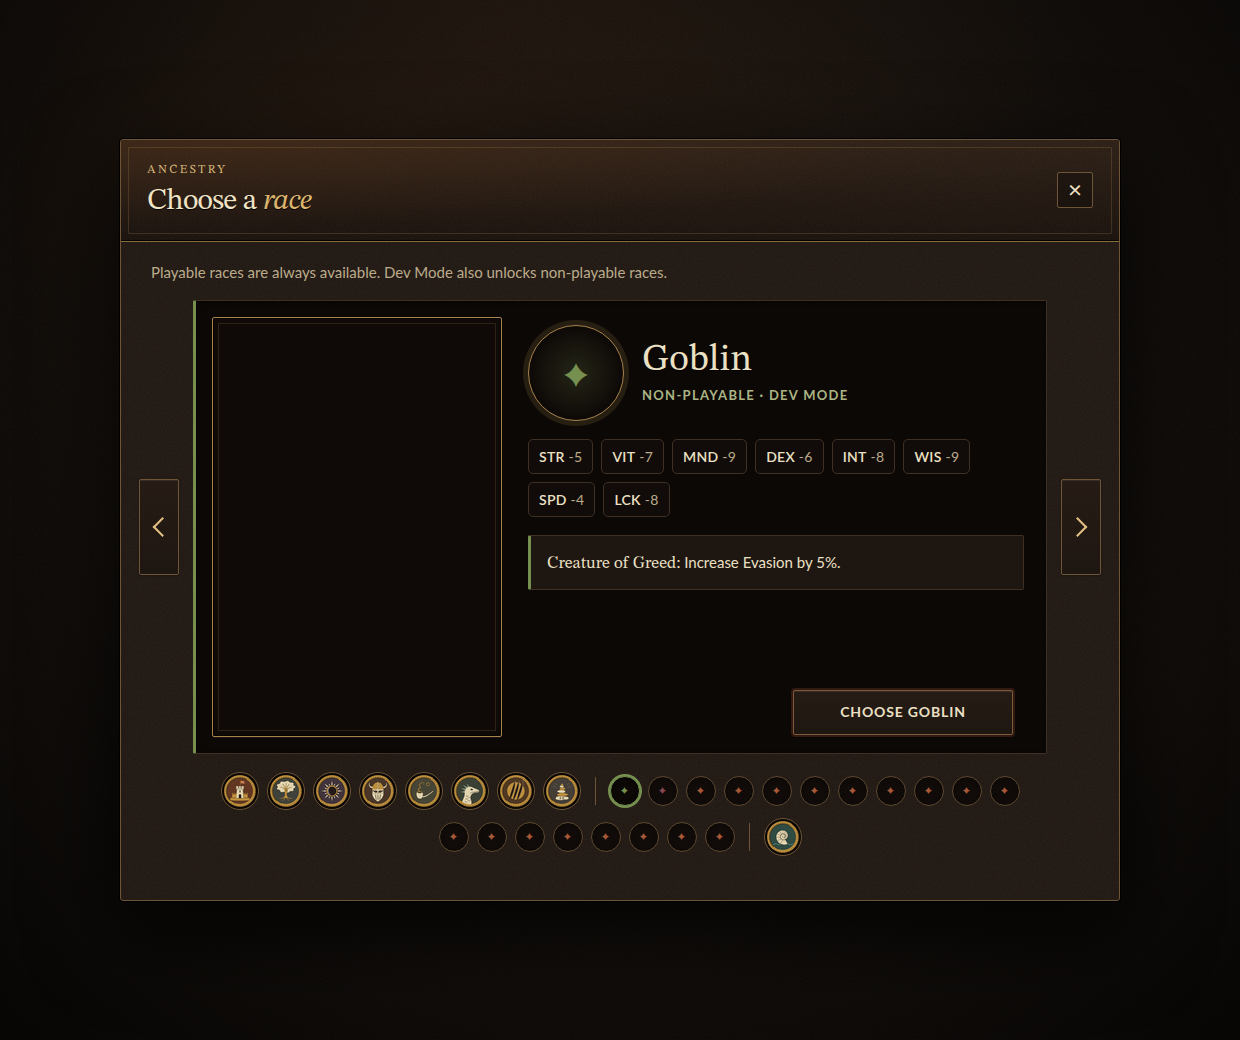 ANCESTRY
Choose a race
✕
Playable races are always available. Dev Mode also unlocks non-playable races.
Goblin
NON-PLAYABLE · DEV MODE
STR -5 VIT -7 MND -9 DEX -6 INT -8 WIS -9
SPD -4 LCK -8
Creature of Greed: Increase Evasion by 5%.
CHOOSE GOBLIN